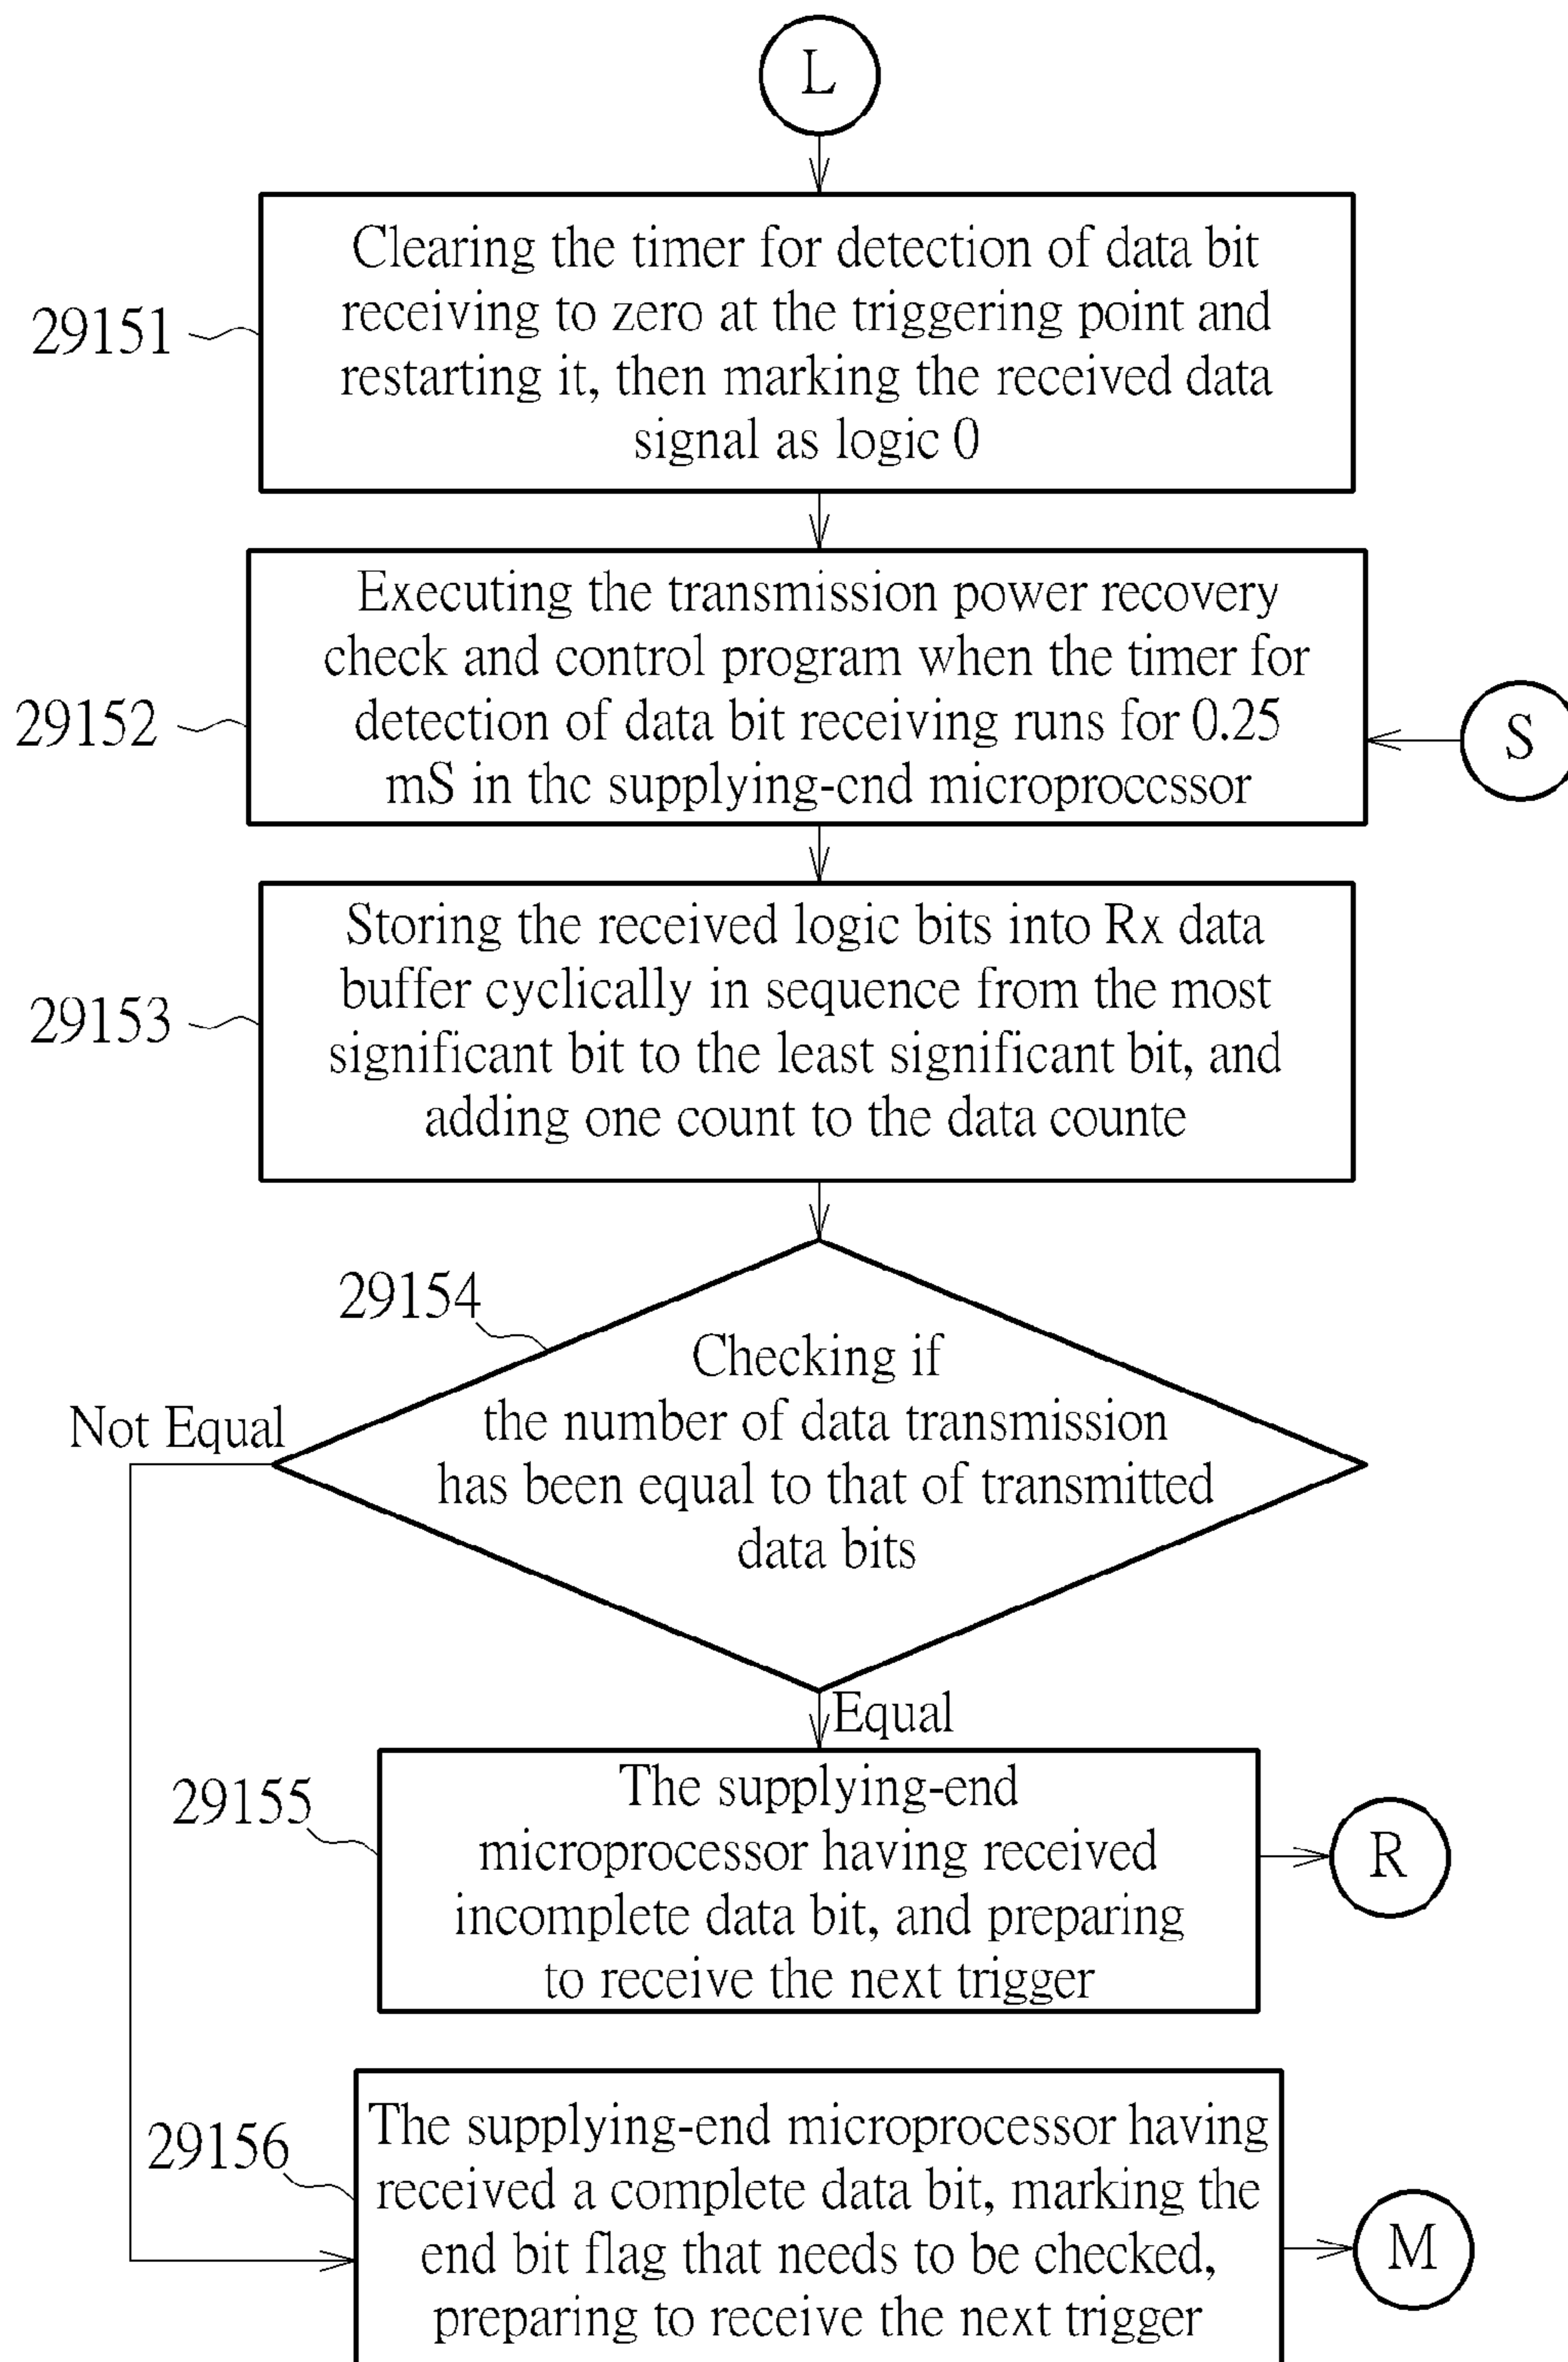 L
Clearing the timer for detection of data bit
receiving to zero at the triggering point and
restarting it, then marking the received data
signal as logic 0
29151
Executing the transmission power recovery
check and control program when the timer for
detection of data bit receiving runs for 0.25
mS in the supplying-end microprocessor
29152
S
Storing the received logic bits into Rx data
buffer cyclically in sequence from the most
significant bit to the least significant bit, and
adding one count to the data counte
29153
29154
Checking if
the number of data transmission
has been equal to that of transmitted
data bits
Not Equal
Equal
29155
The supplying-end
microprocessor having received
incomplete data bit, and preparing
to receive the next trigger
R
29156
The supplying-end microprocessor having
received a complete data bit, marking the
end bit flag that needs to be checked,
preparing to receive the next trigger
M